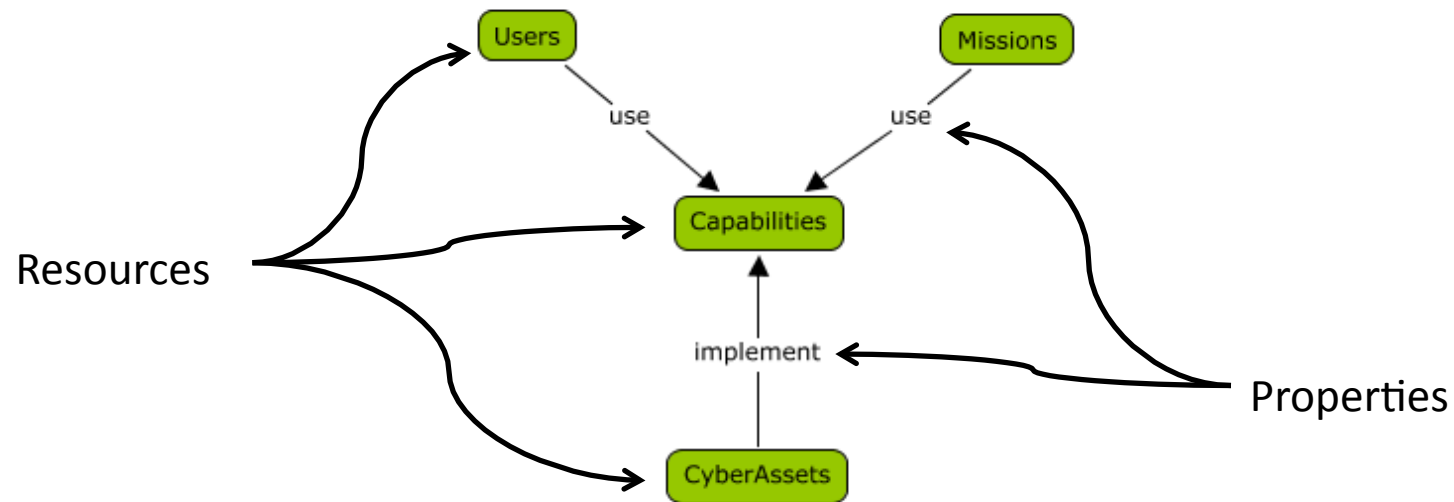 Users
Missions
use
use
Capabilities
Resources
implement
Properties
CyberAssets